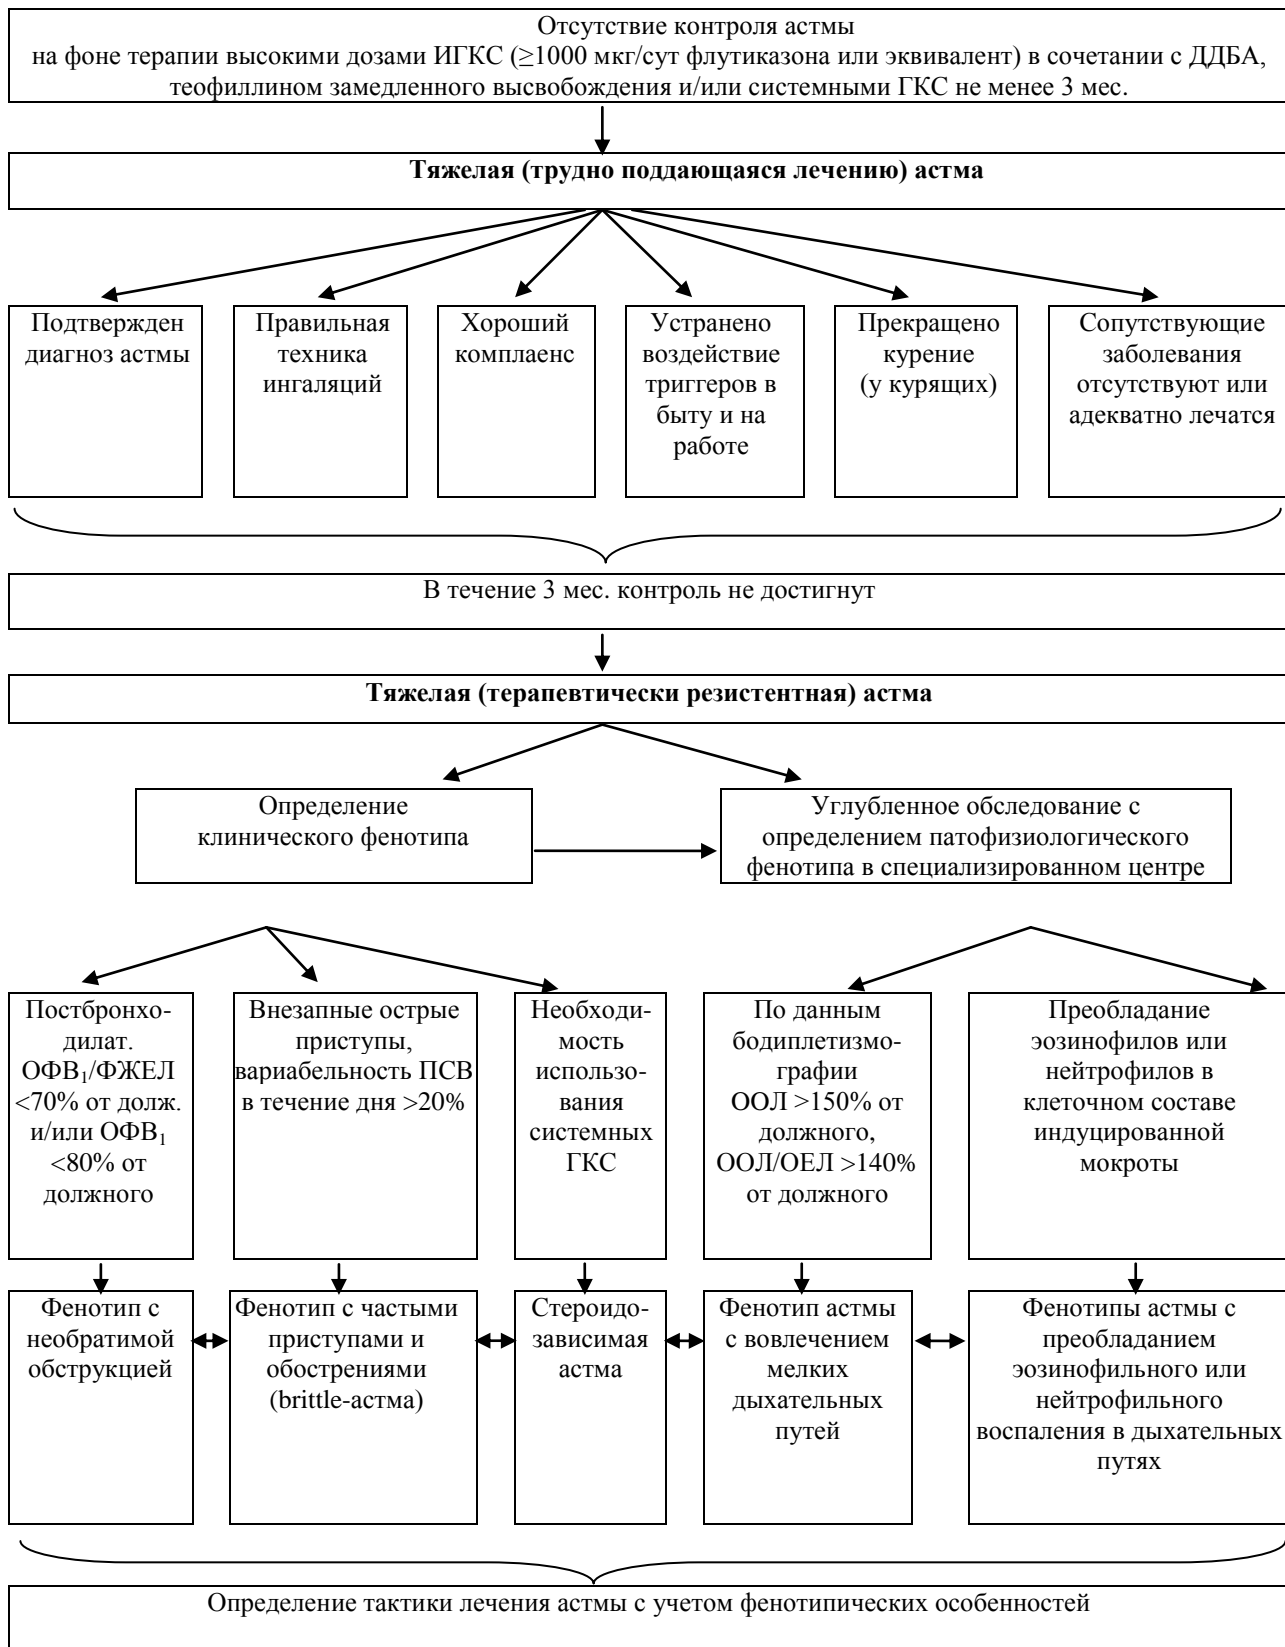 Отсутствие контроля астмы
на фоне терапии высокими дозами ИГКС (≥1000 мкг/сут флутиказона или эквивалент) в сочетании с ДДБА,
теофиллином замедленного высвобождения и/или системными ГКС не менее 3 мес.
Тяжелая (трудно поддающаяся лечению) астма
Подтвержден
диагноз астмы
Правильная
техника
ингаляций
Хороший
комплаенс
Устранено
воздействие
триггеров в
быту и на
работе
Прекращено
курение
(у курящих)
Сопутствующие
заболевания
отсутствуют или
адекватно лечатся
В течение 3 мес. контроль не достигнут
Тяжелая (терапевтически резистентная) астма
Определение
клинического фенотипа
Углубленное обследование с
определением патофизиологического
фенотипа в специализированном центре
Постбронхо-
дилат.
ОФВ₁/ФЖЕЛ
<70% от долж.
и/или ОФВ₁
<80% от
должного
Внезапные острые
приступы,
вариабельность ПСВ
в течение дня >20%
Необходи-
мость
использо-
вания
системных
ГКС
По данным
бодиплетизмо-
графии
ООЛ >150% от
должного,
ООЛ/ОЕЛ >140%
от должного
Преобладание
эозинофилов или
нейтрофилов в
клеточном составе
индуцированной
мокроты
Фенотип с
необратимой
обструкцией
Фенотип с частыми
приступами и
обострениями
(brittle-астма)
Стероидо-
зависимая
астма
Фенотип астмы
с вовлечением
мелких
дыхательных
путей
Фенотипы астмы с
преобладанием
эозинофильного или
нейтрофильного
воспаления в дыхательных
путях
Определение тактики лечения астмы с учетом фенотипических особенностей